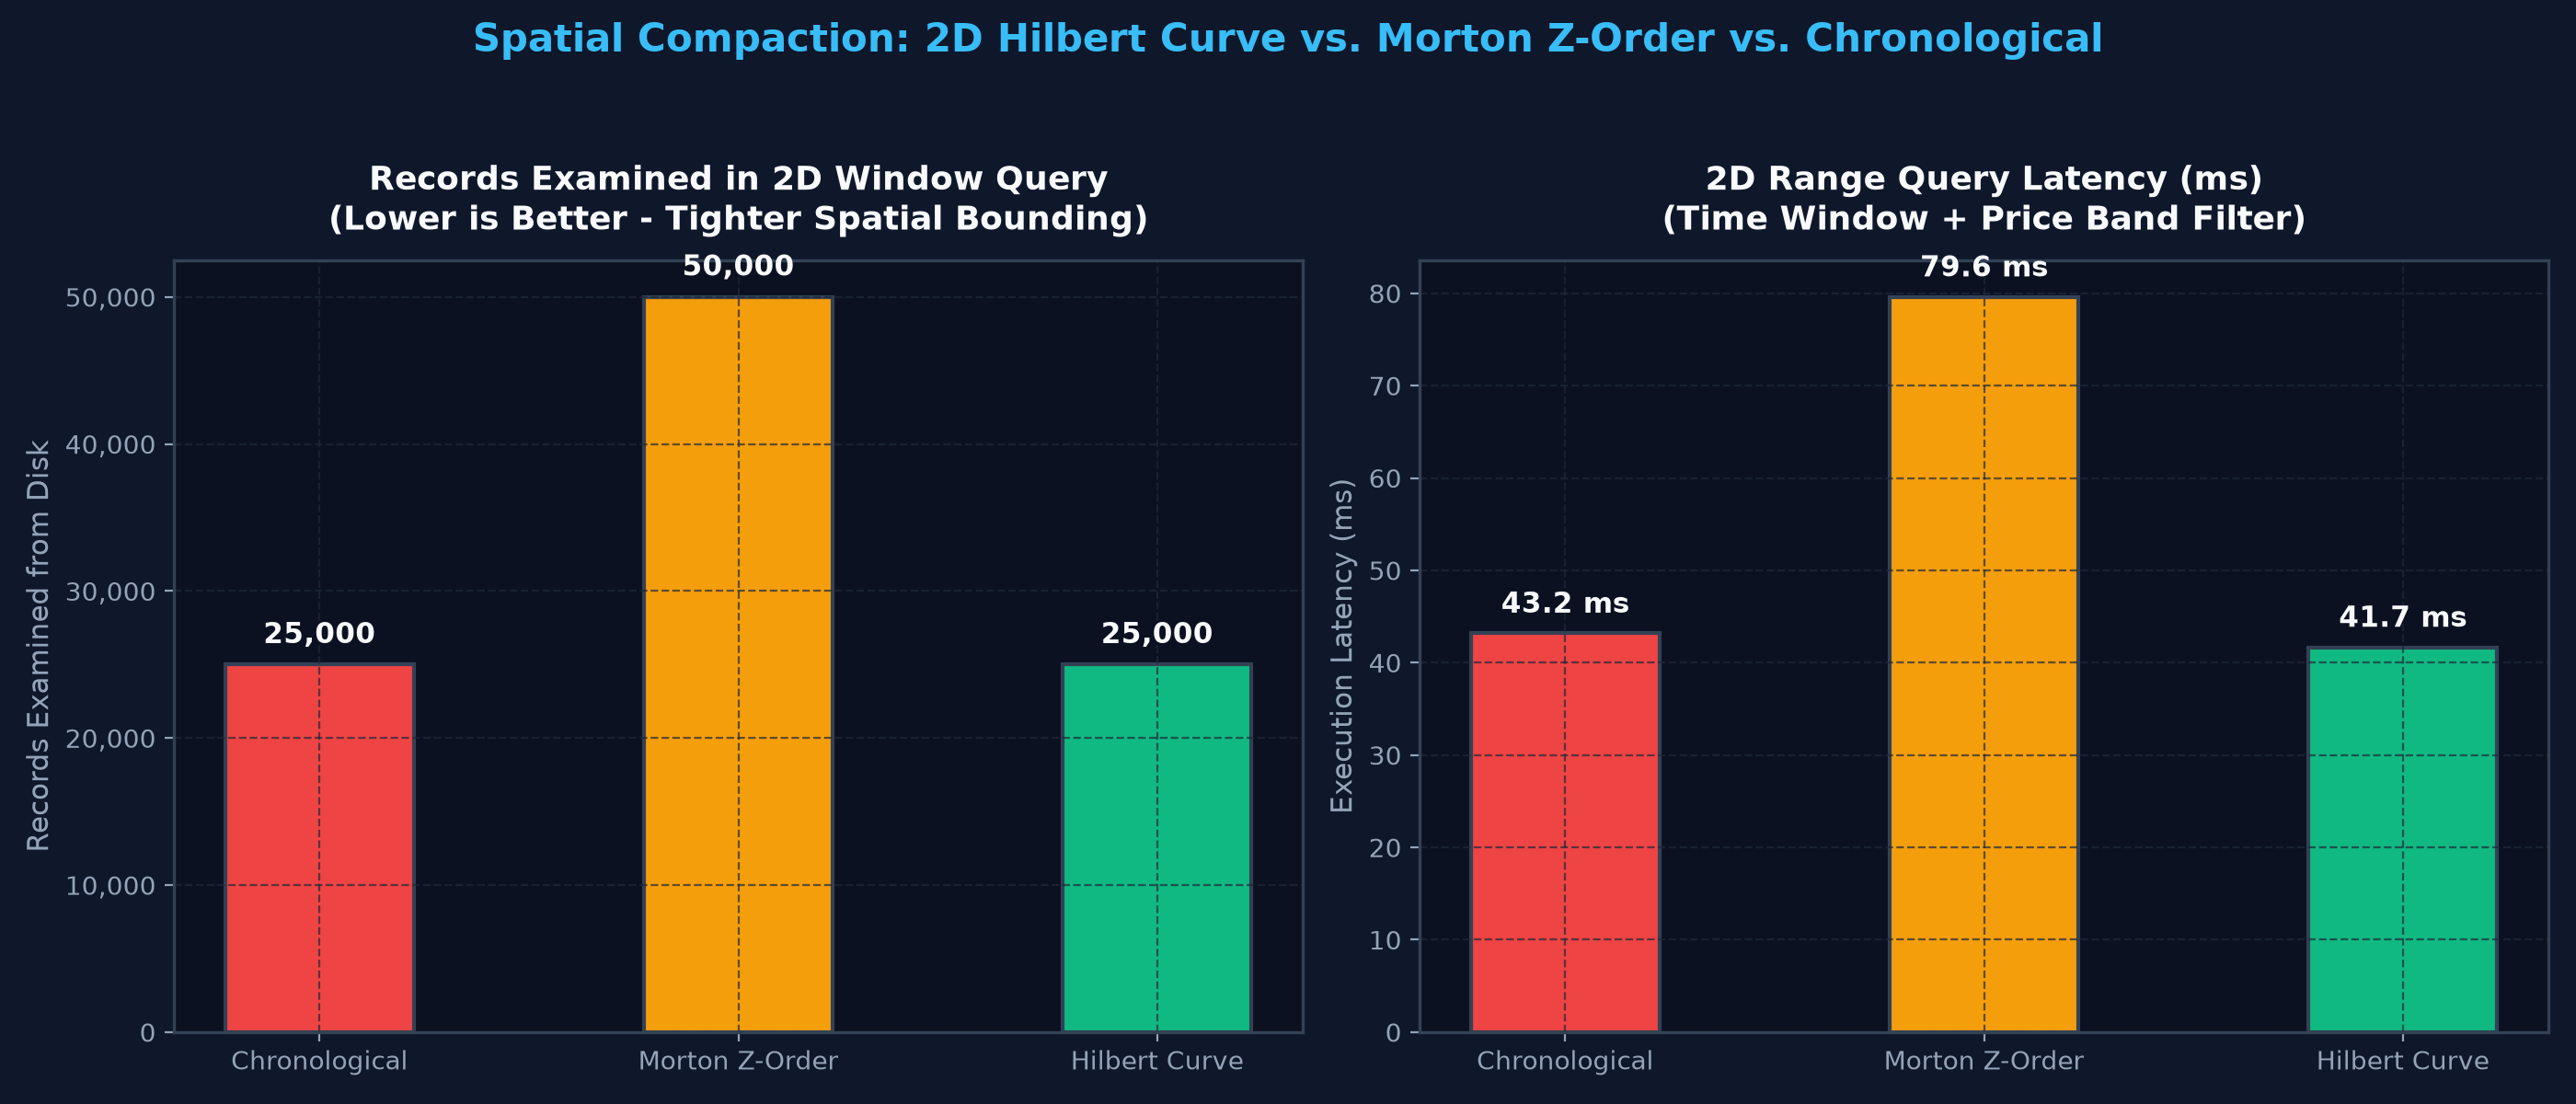 Spatial Compaction: 2D Hilbert Curve vs. Morton Z-Order vs. Chronological
Records Examined in 2D Window Query
(Lower is Better - Tighter Spatial Bounding)
Records Examined from Disk
50,000
40,000
30,000
20,000
10,000
0
25,000
50,000
25,000
Chronological
Morton Z-Order
Hilbert Curve
2D Range Query Latency (ms)
(Time Window + Price Band Filter)
Execution Latency (ms)
80
70
60
50
40
30
20
10
0
43.2 ms
79.6 ms
41.7 ms
Chronological
Morton Z-Order
Hilbert Curve